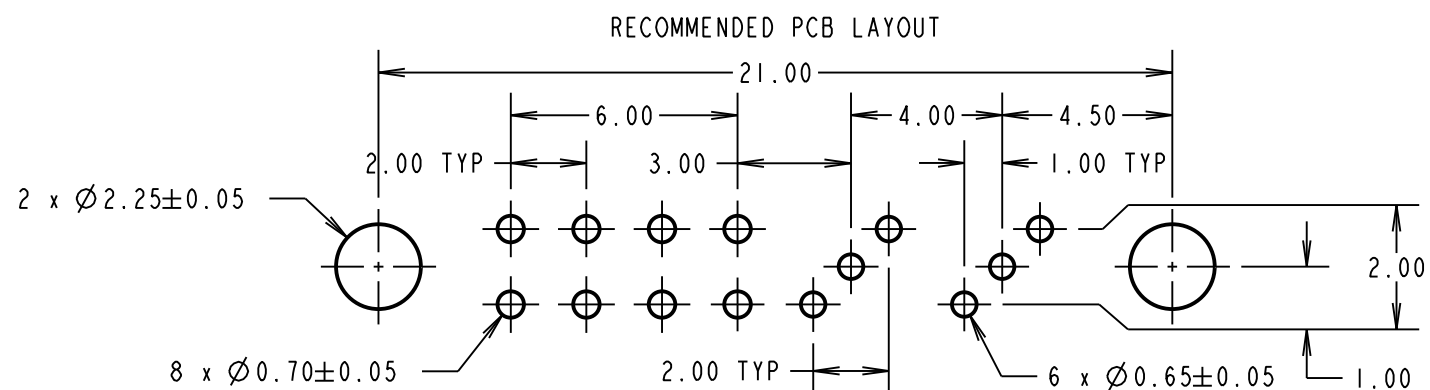 RECOMMENDED PCB LAYOUT
21.00
6.00
4.00
4.50
2.00 TYP
3.00
1.00 TYP
2 x Ø2.25±0.05
2.00
8 x Ø0.70±0.05
2.00 TYP
6 x Ø0.65±0.05
1.00